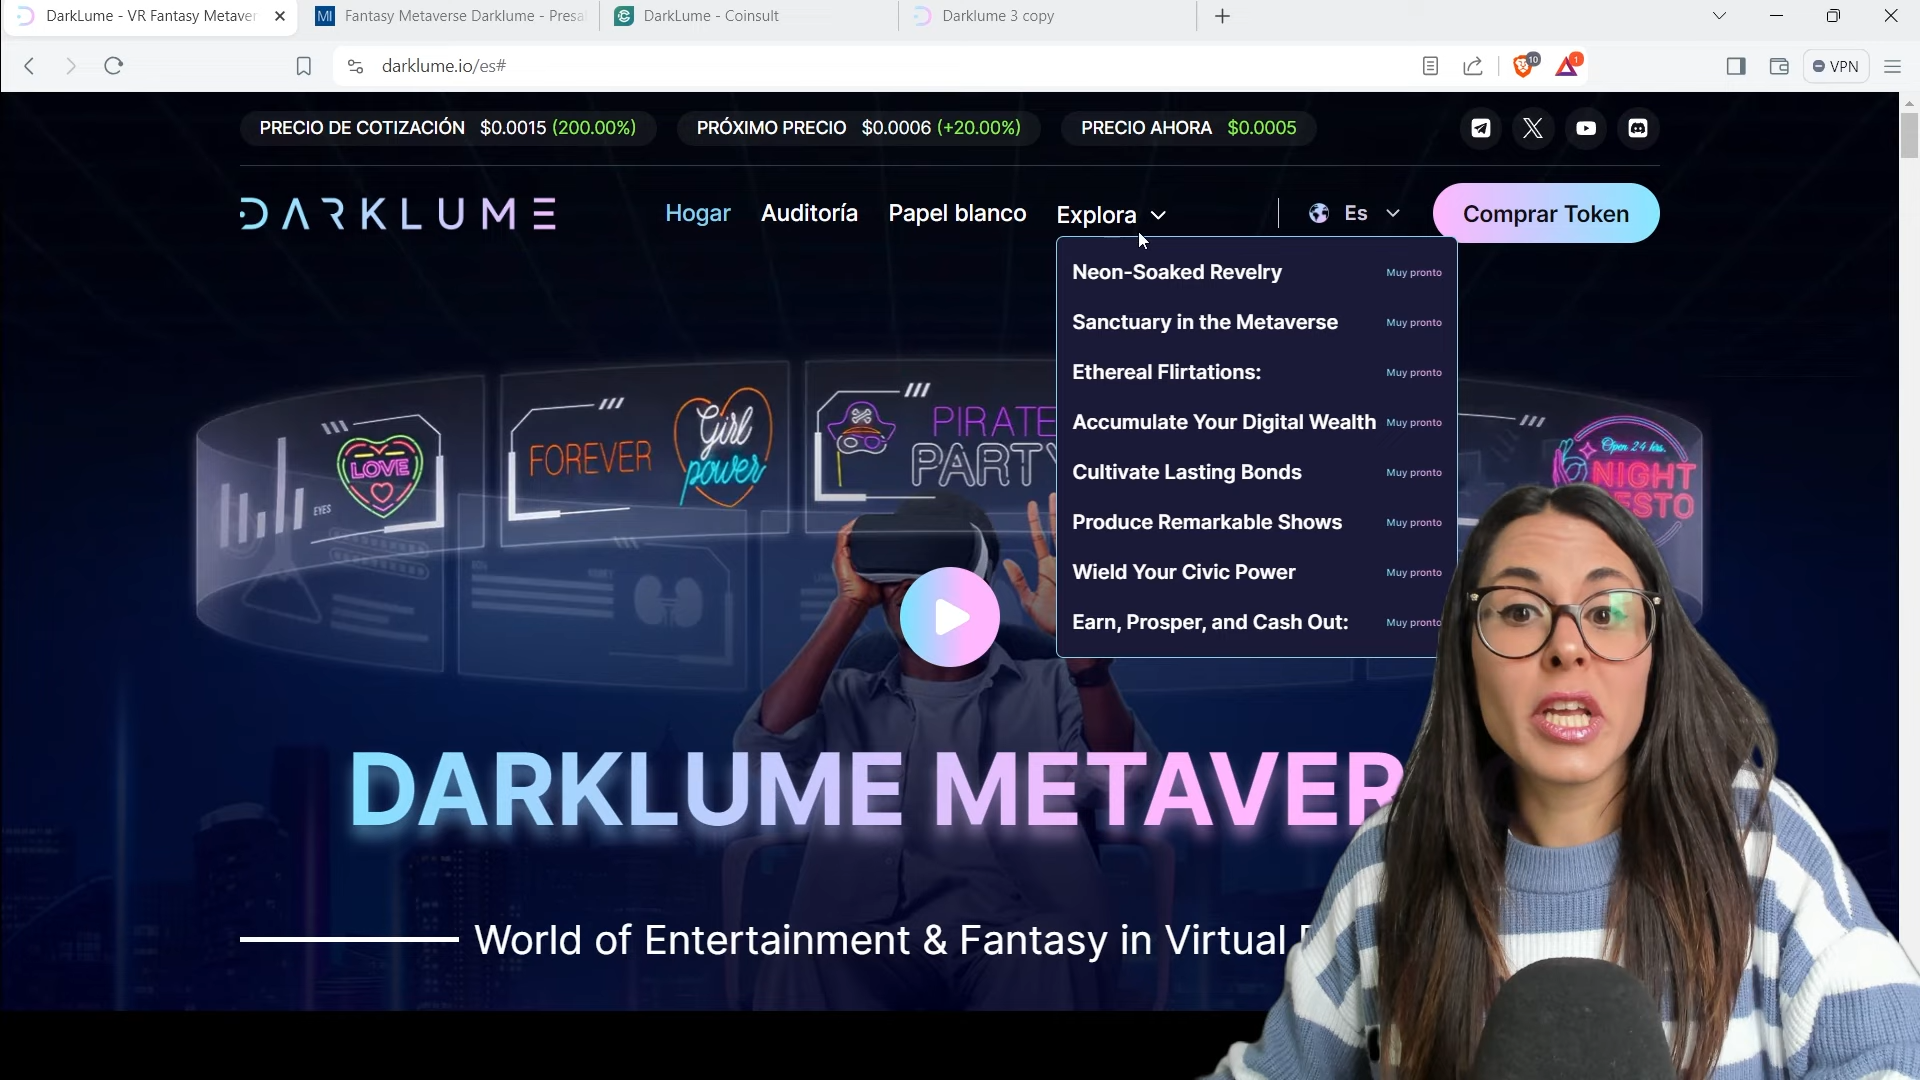 DarkLume - VR Fantasy Metaver
Fantasy Metaverse Darklume - Presa
DarkLume - Coinsult
Darklume 3 copy
darklume.io/es#
10
1
VPN
PRECIO DE COTIZACIÓN $0.0015 (200.00%)
PRÓXIMO PRECIO $0.0006 (+20.00%)
PRECIO AHORA $0.0005
DARKLUME
Hogar
Auditoría
Papel blanco
Explora
Es
Comprar Token
Neon-Soaked Revelry Muy pronto
Sanctuary in the Metaverse Muy pronto
Ethereal Flirtations: Muy pronto
Accumulate Your Digital Wealth Muy pronto
Cultivate Lasting Bonds Muy pronto
Produce Remarkable Shows Muy pronto
Wield Your Civic Power Muy pronto
Earn, Prosper, and Cash Out: Muy pronto
LOVE
EYES
FOREVER
Girl
power
PIRATE
PARTY
Open 24 hrs.
NIGHT
ESTO
DARKLUME METAVER
World of Entertainment & Fantasy in Virtual